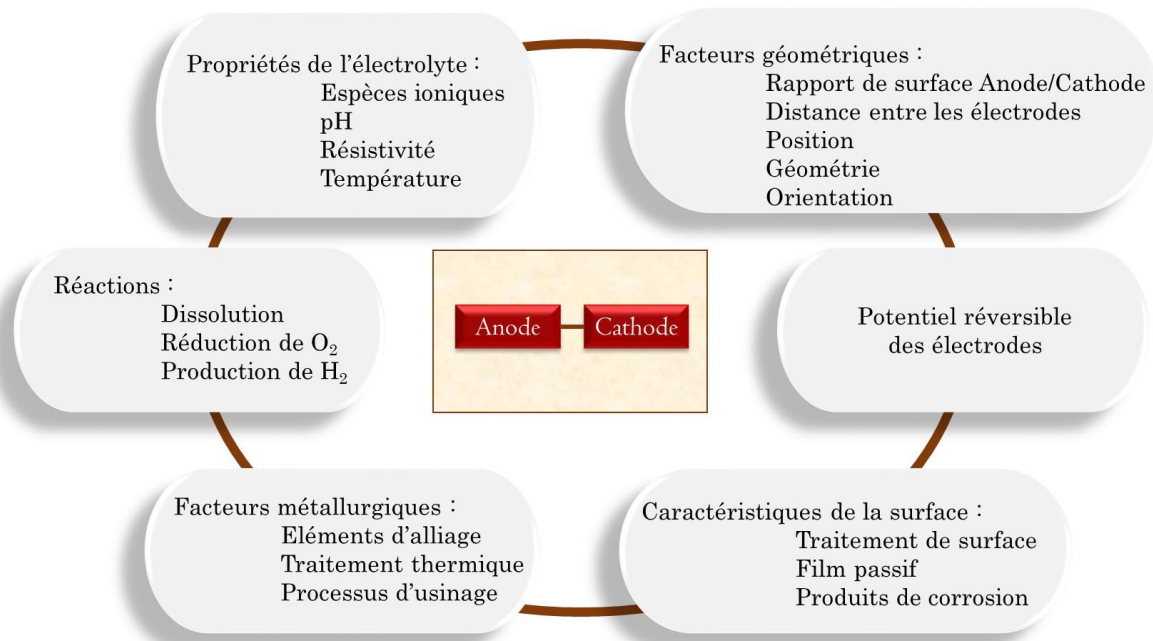 Propriétés de l'électrolyte :
Espèces ioniques
pH
Résistivité
Température
Facteurs géométriques :
Rapport de surface Anode/Cathode
Distance entre les électrodes
Position
Géométrie
Orientation
Réactions :
Dissolution
Réduction de O₂
Production de H₂
Anode
Cathode
Potentiel réversible
des électrodes
Facteurs métallurgiques :
Eléments d'alliage
Traitement thermique
Processus d'usinage
Caractéristiques de la surface :
Traitement de surface
Film passif
Produits de corrosion